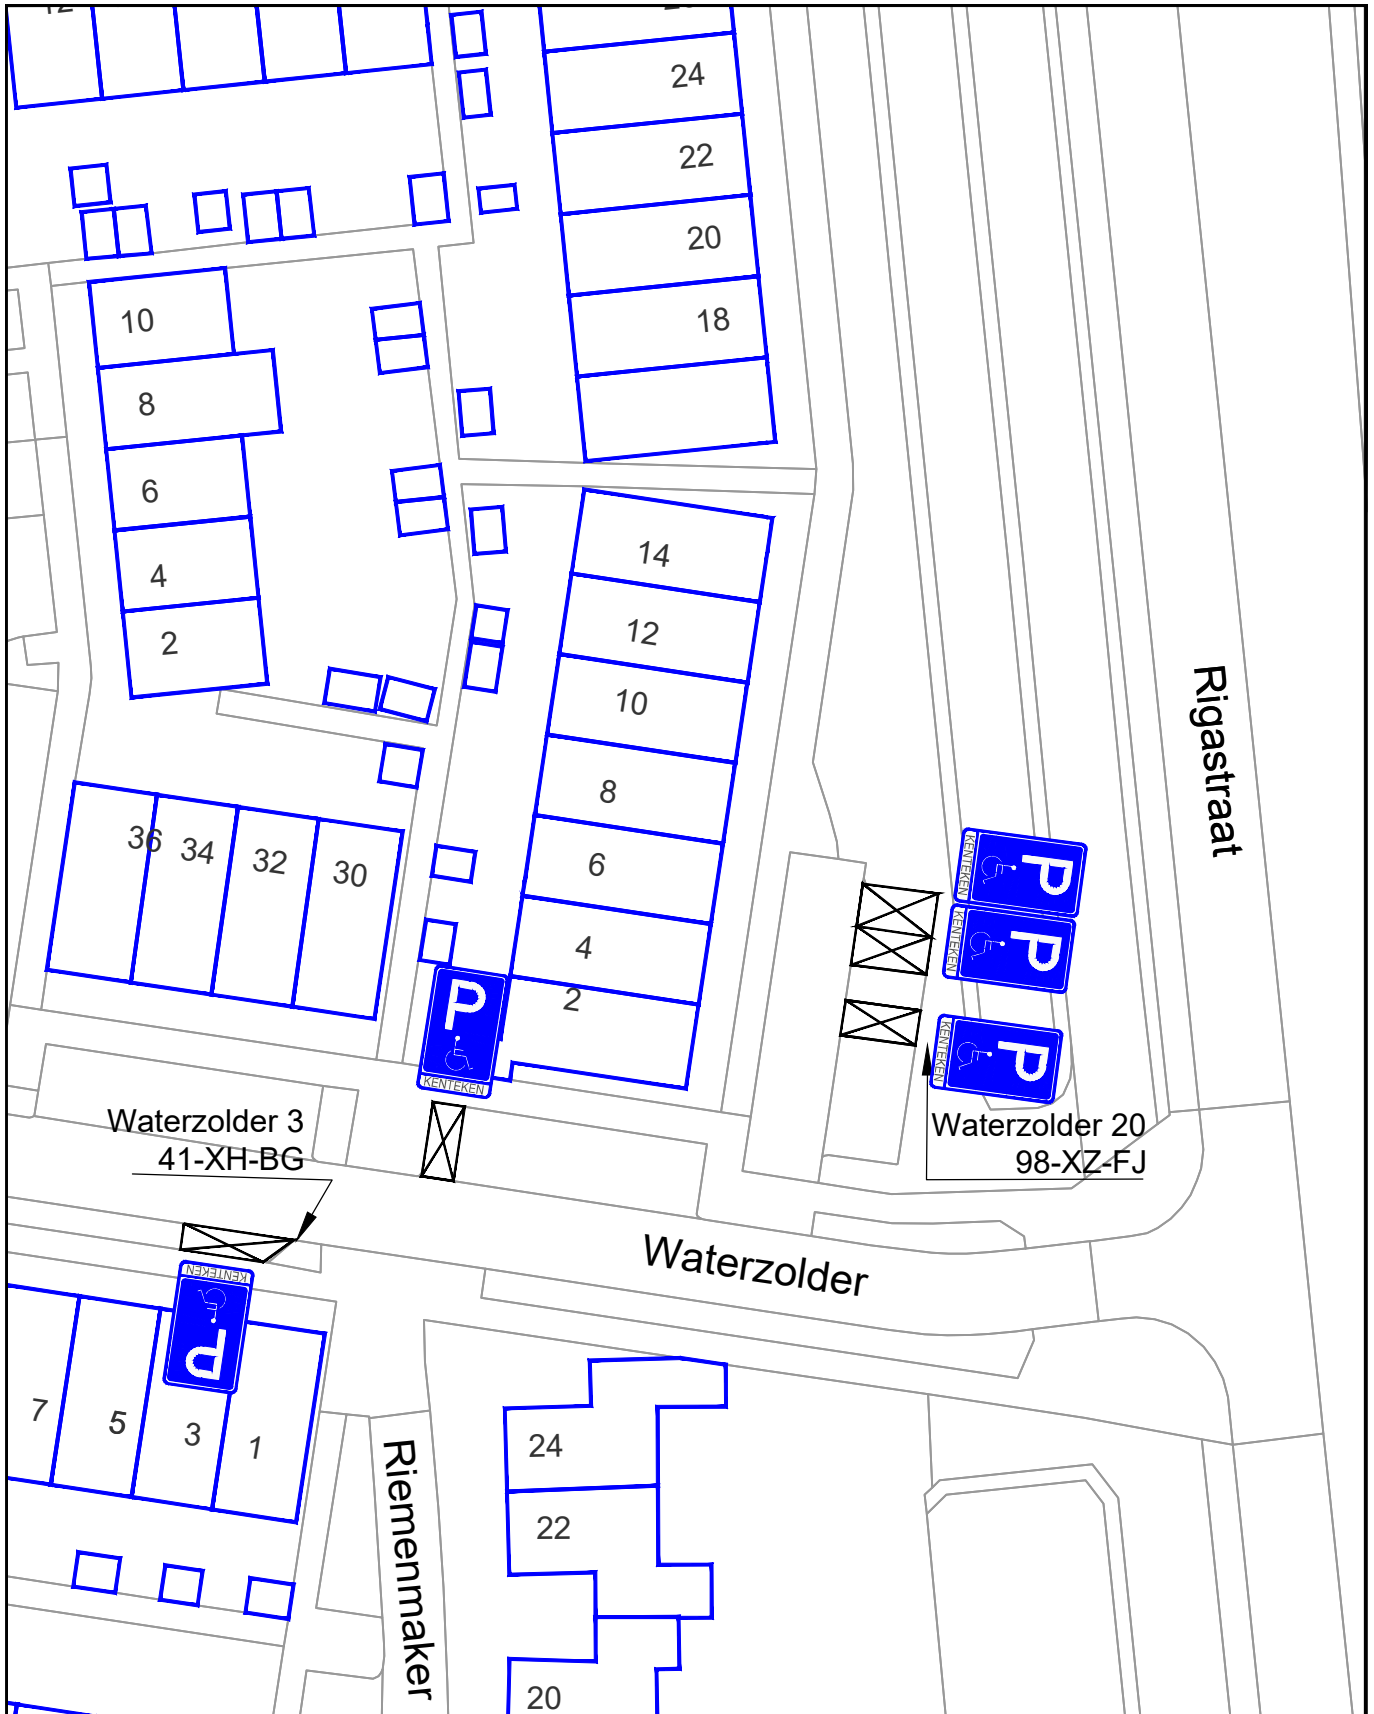 24
22
20
18
10
8
6
4
2
14
12
10
8
6
4
2
36
34
32
30
Rigastraat
P
KENTEKEN
P
KENTEKEN
P
KENTEKEN
P
KENTEKEN
Waterzolder 3
41-XH-BG
Waterzolder 20
98-XZ-FJ
Waterzolder
KENTEKEN
P
7
5
3
1
Riemenmaker
24
22
20